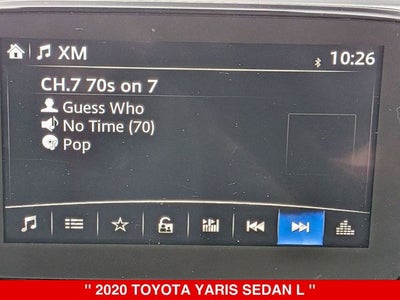 XM
10:26
CH.7 70s on 7
Guess Who
No Time (70)
Pop
" 2020 TOYOTA YARIS SEDAN L "